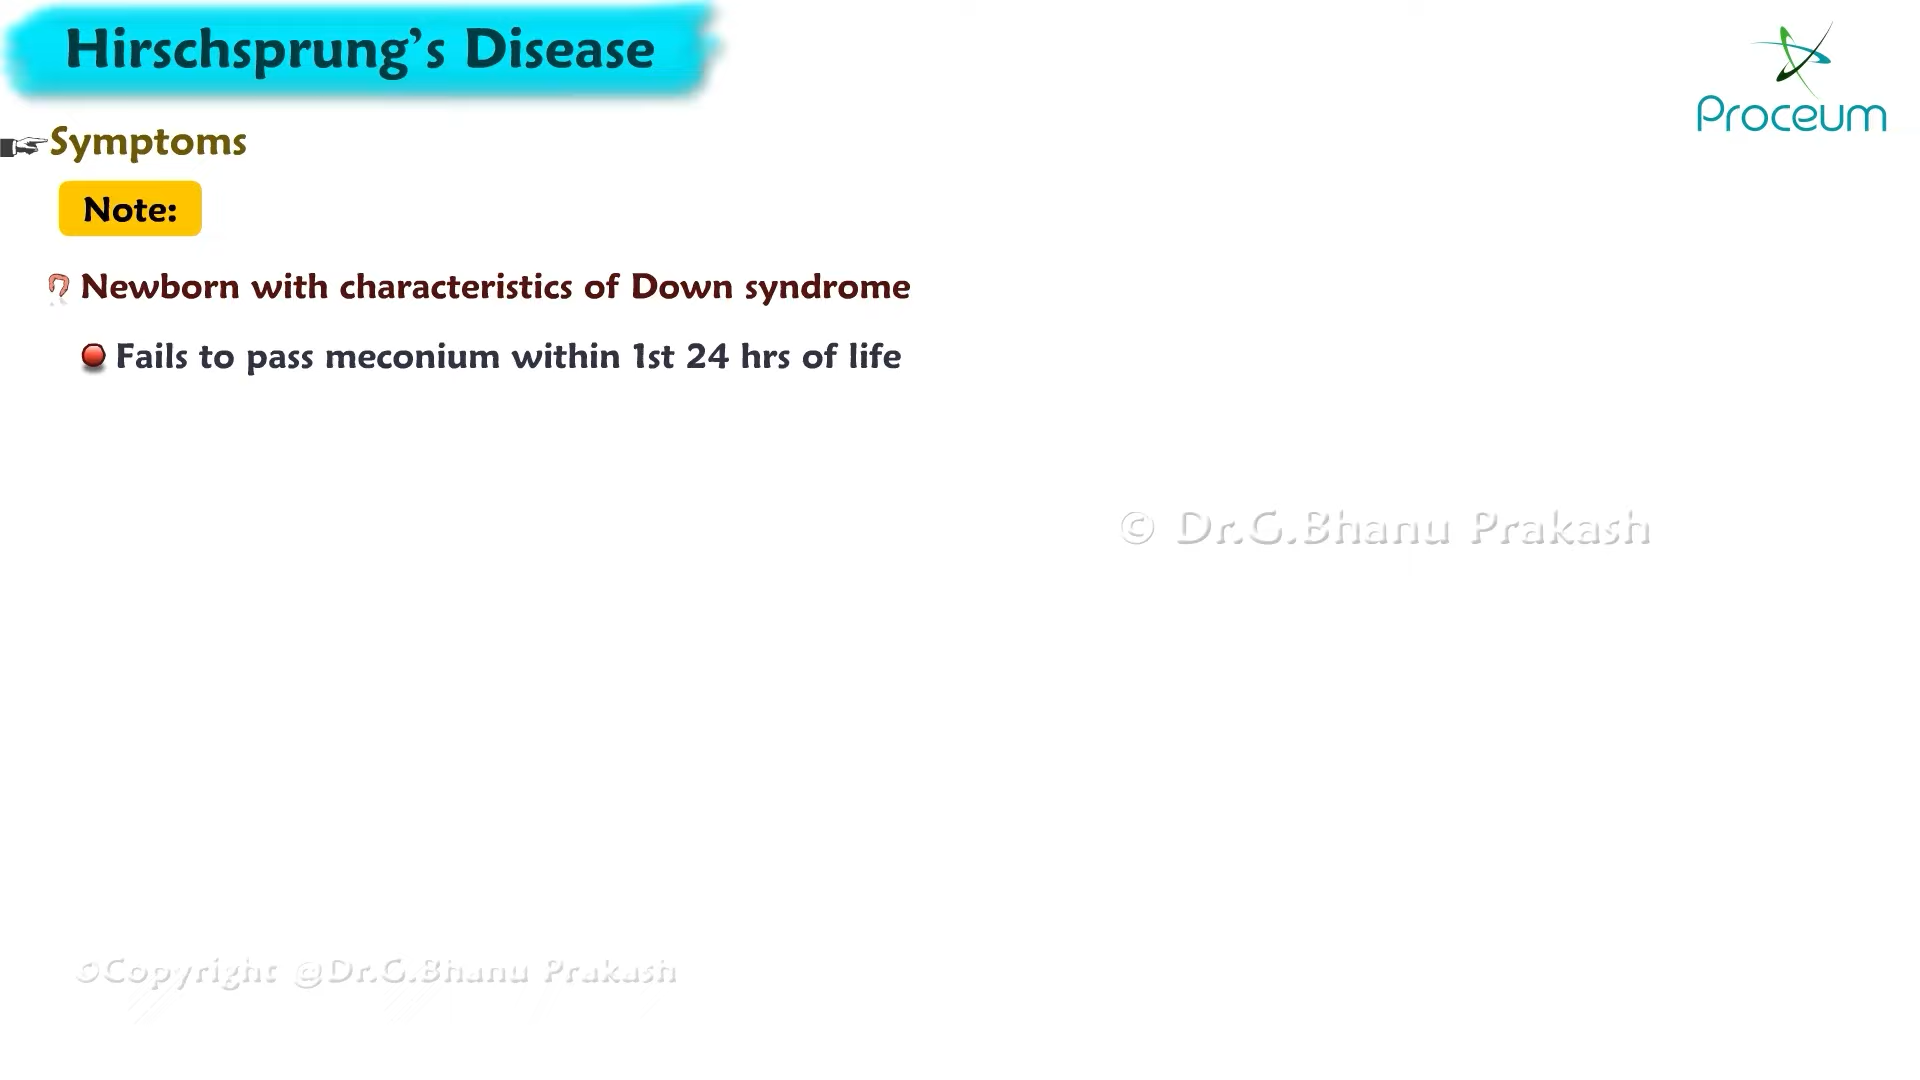 Hirschsprung’s Disease
Proceum
Symptoms
Note:
Newborn with characteristics of Down syndrome
Fails to pass meconium within 1st 24 hrs of life
© Dr.G.Bhanu Prakash
©Copyright @Dr.G.Bhanu Prakash